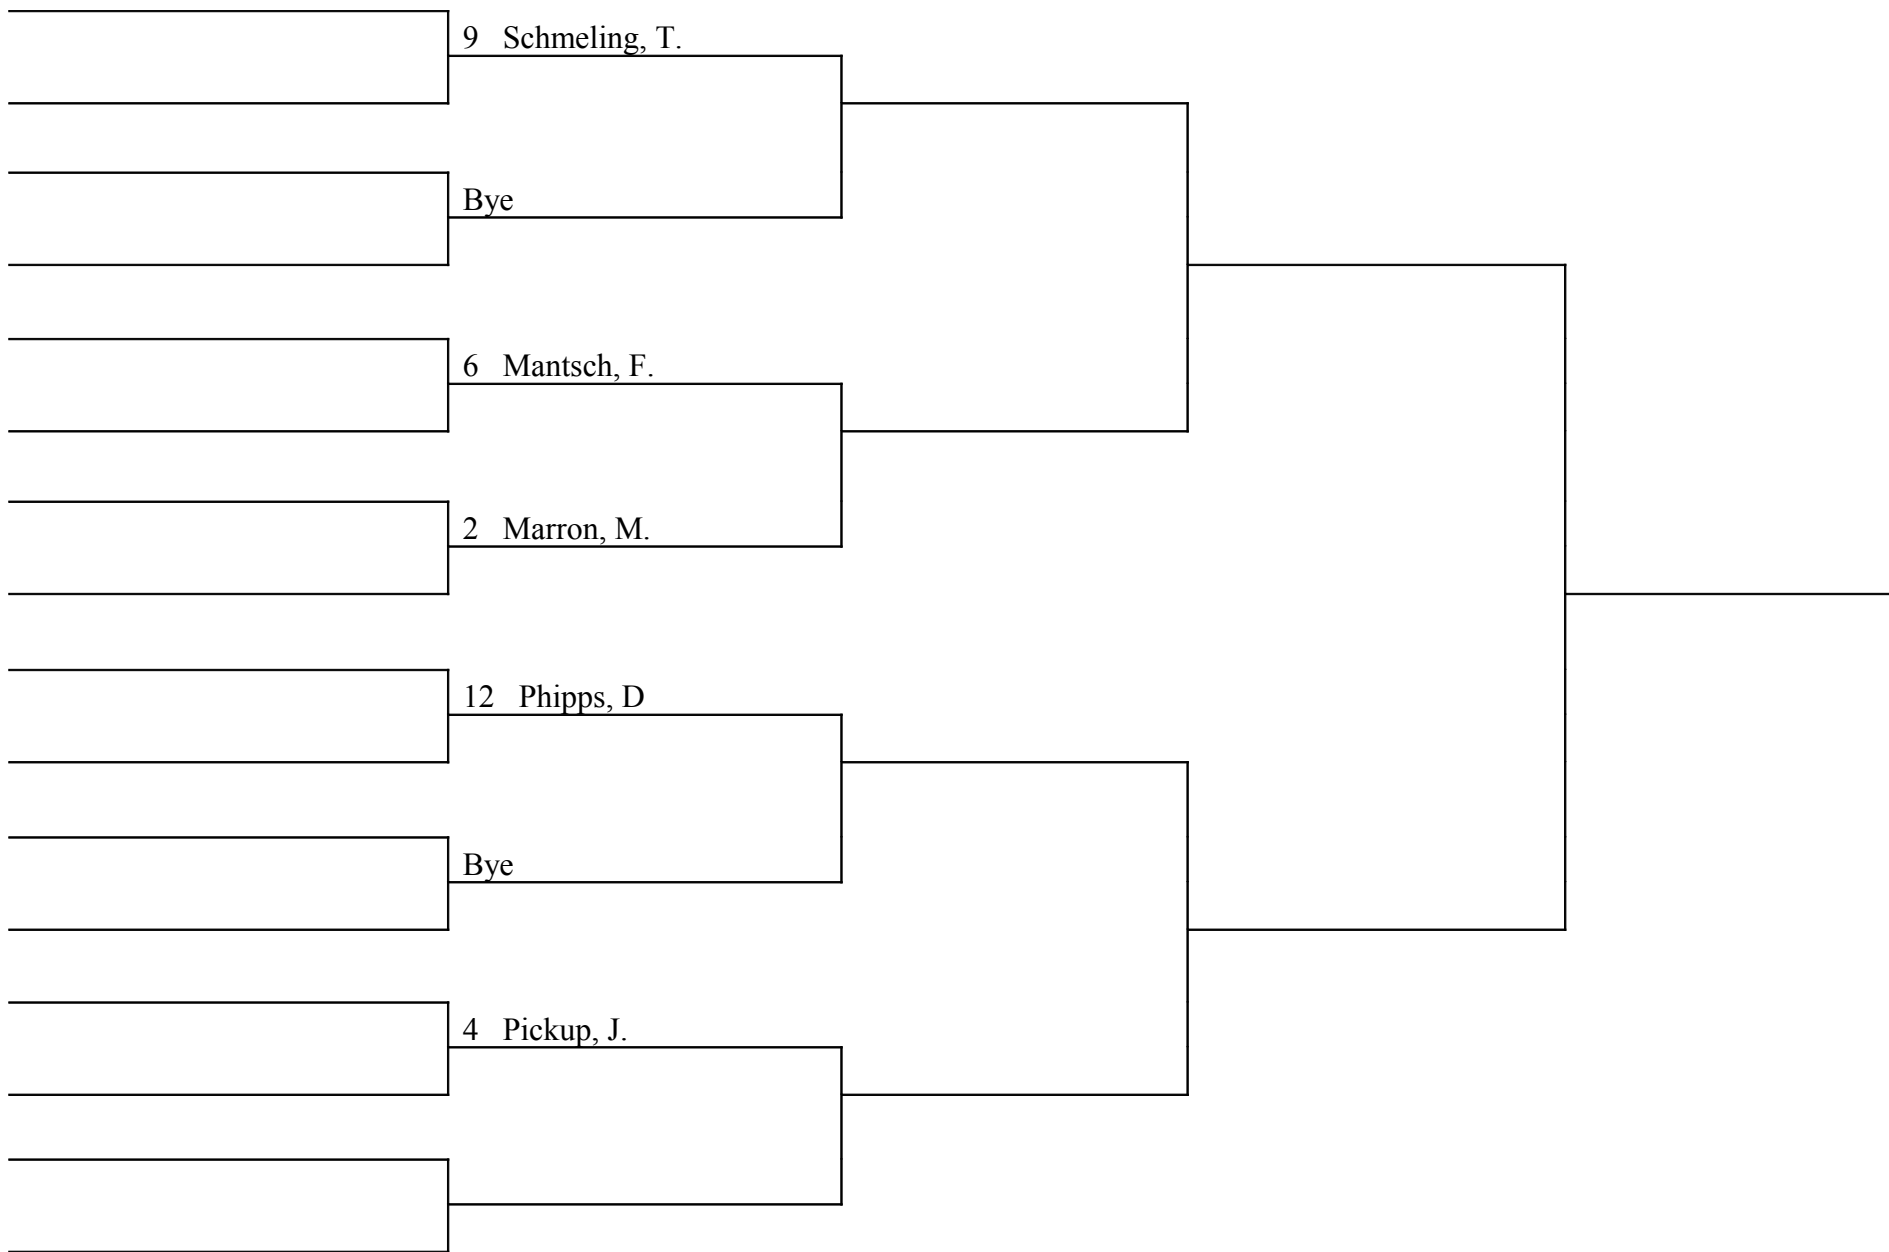 9 Schmeling, T.
Bye
6 Mantsch, F.
2 Marron, M.
12 Phipps, D
Bye
4 Pickup, J.